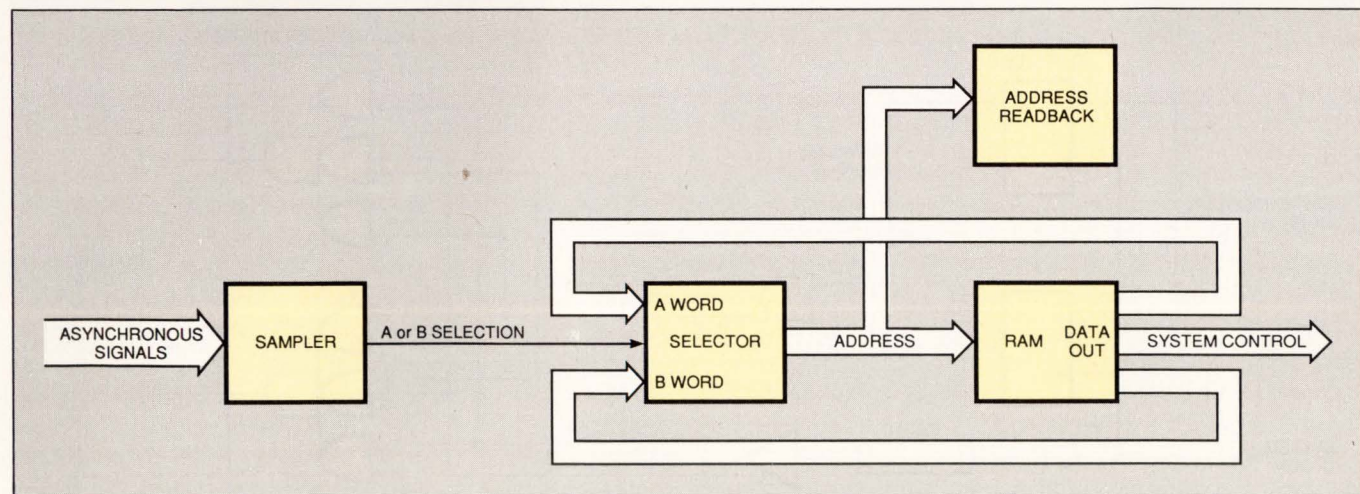 ADDRESS
READBACK
ASYNCHRONOUS
SIGNALS
SAMPLER
A or B SELECTION
A WORD
SELECTOR
B WORD
ADDRESS
RAM
DATA
OUT
SYSTEM CONTROL